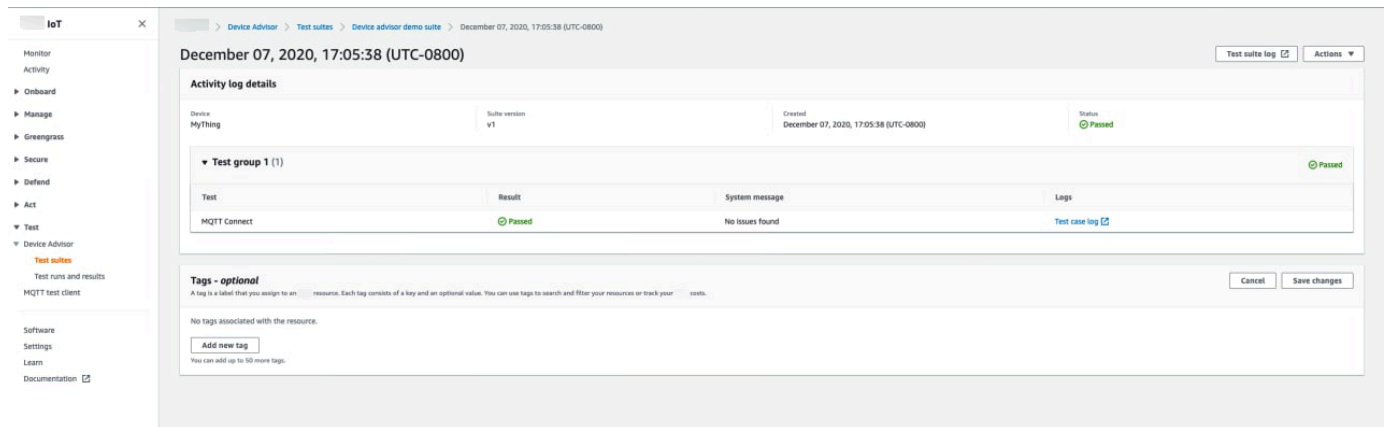 IoT
Monitor
Activity
Onboard
Manage
Greengrass
Secure
Defend
Act
Test
Device Advisor
Test suites
Test runs and results
MQTT test client
Software
Settings
Learn
Documentation
> Device Advisor > Test suites > Device advisor demo suite > December 07, 2020, 17:05:38 (UTC-0800)
December 07, 2020, 17:05:38 (UTC-0800)
Test suite log
Actions
Activity log details
Device
MyThing
Suite version
v1
Created
December 07, 2020, 17:05:38 (UTC-0800)
Status
Passed
Test group 1 (1)
Passed
Test Result System message Logs
MQTT Connect Passed No issues found Test case log
Tags - optional
A tag is a label that you assign to an resource. Each tag consists of a key and an optional value. You can use tags to search and filter your resources or track your costs.
Cancel
Save changes
No tags associated with the resource.
Add new tag
You can add up to 50 more tags.